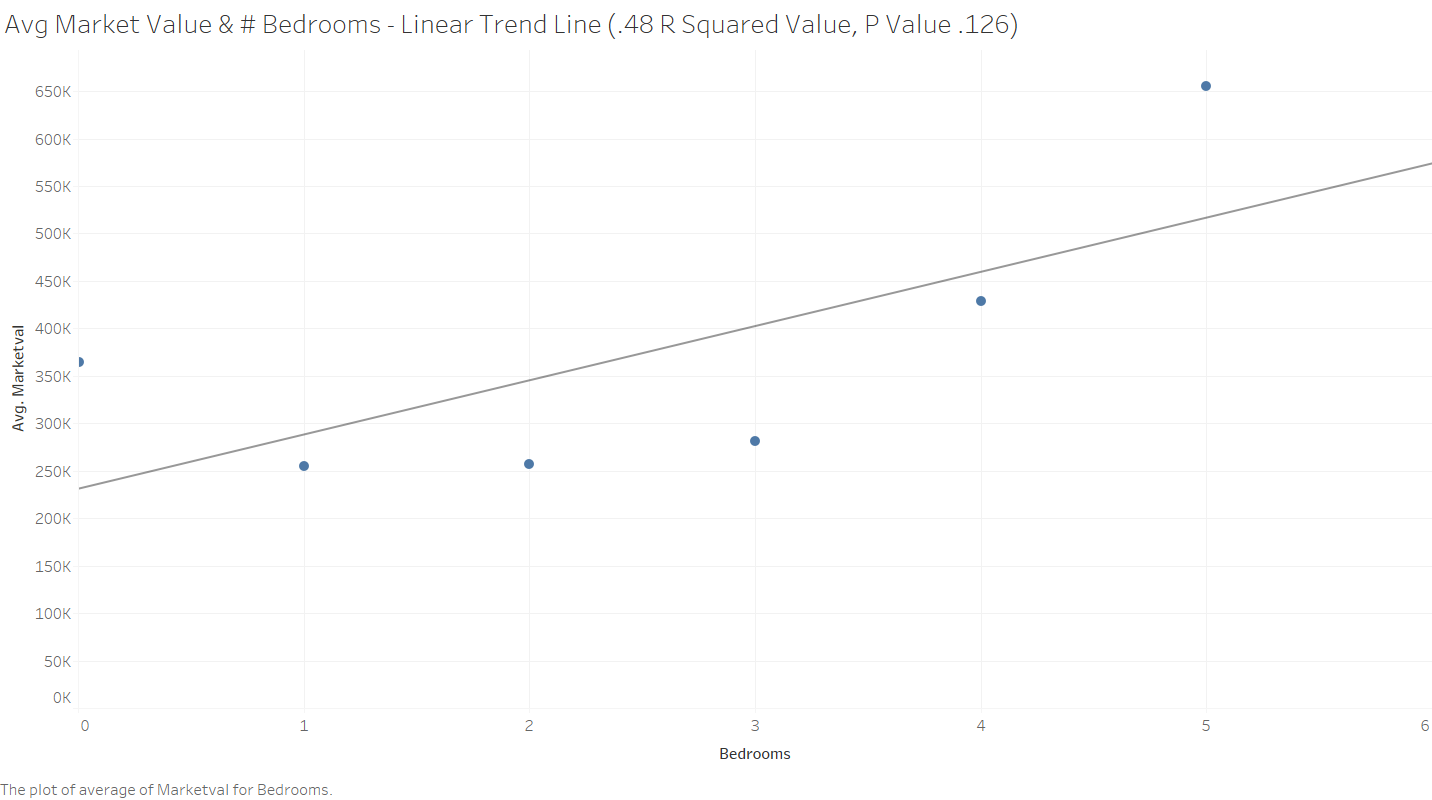 Avg Market Value & # Bedrooms - Linear Trend Line (.48 R Squared Value, P Value .126)
650K
600K
550K
500K
450K
400K
350K
300K
250K
200K
150K
100K
50K
0K
Avg. Marketval
0 1 2 3 4 5 6
Bedrooms
The plot of average of Marketval for Bedrooms.